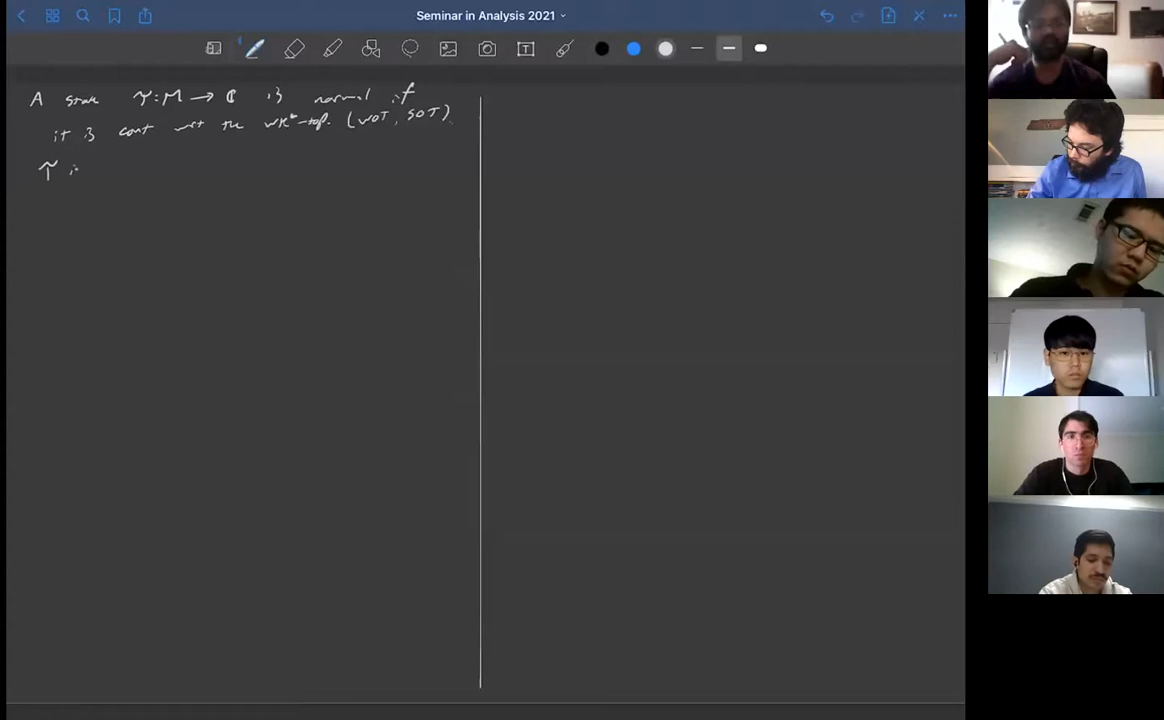 Seminar in Analysis 2021
A state τ: M → ℂ is normal if
it is cont wrt the wk*-top. (WOT, SOT)
τ i